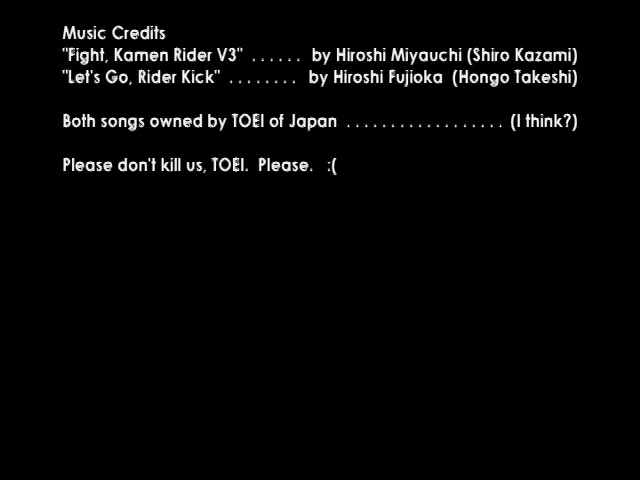 Music Credits
"Fight, Kamen Rider V3" . . . . . . by Hiroshi Miyauchi (Shiro Kazami)
"Let's Go, Rider Kick" . . . . . . . . by Hiroshi Fujioka (Hongo Takeshi)
Both songs owned by TOEI of Japan . . . . . . . . . . . . . . . . . . (I think?)
Please don't kill us, TOEI. Please. :(